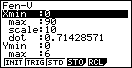 Fen-V
Xmin :0
max :90
scale:10
dot :0.71428571
Ymin :0
max :6
INIT TRIG STD STO RCL